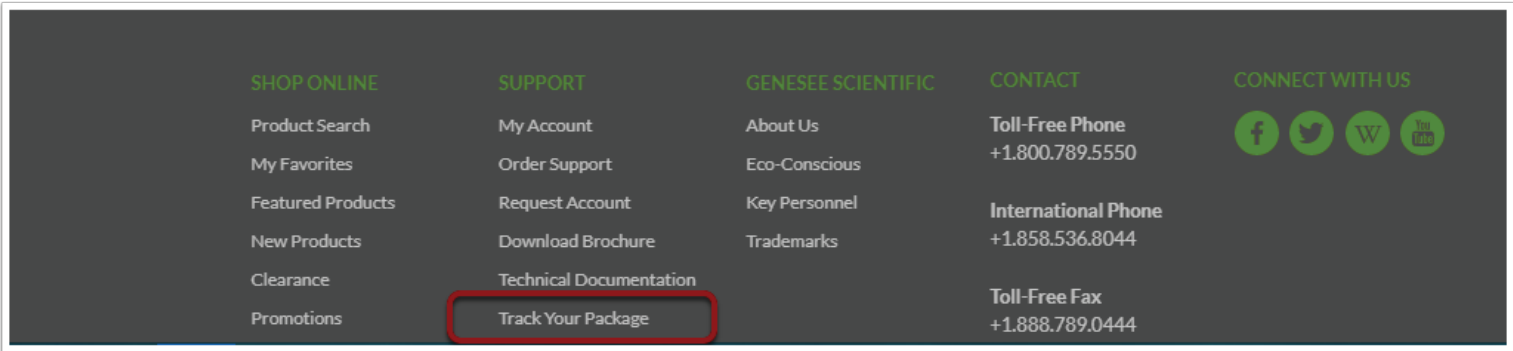 SHOP ONLINE
Product Search
My Favorites
Featured Products
New Products
Clearance
Promotions
SUPPORT
My Account
Order Support
Request Account
Download Brochure
Technical Documentation
Track Your Package
GENESEE SCIENTIFIC
About Us
Eco-Conscious
Key Personnel
Trademarks
CONTACT
Toll-Free Phone
+1.800.789.5550
International Phone
+1.858.536.8044
Toll-Free Fax
+1.888.789.0444
CONNECT WITH US
f
W
You
Tube